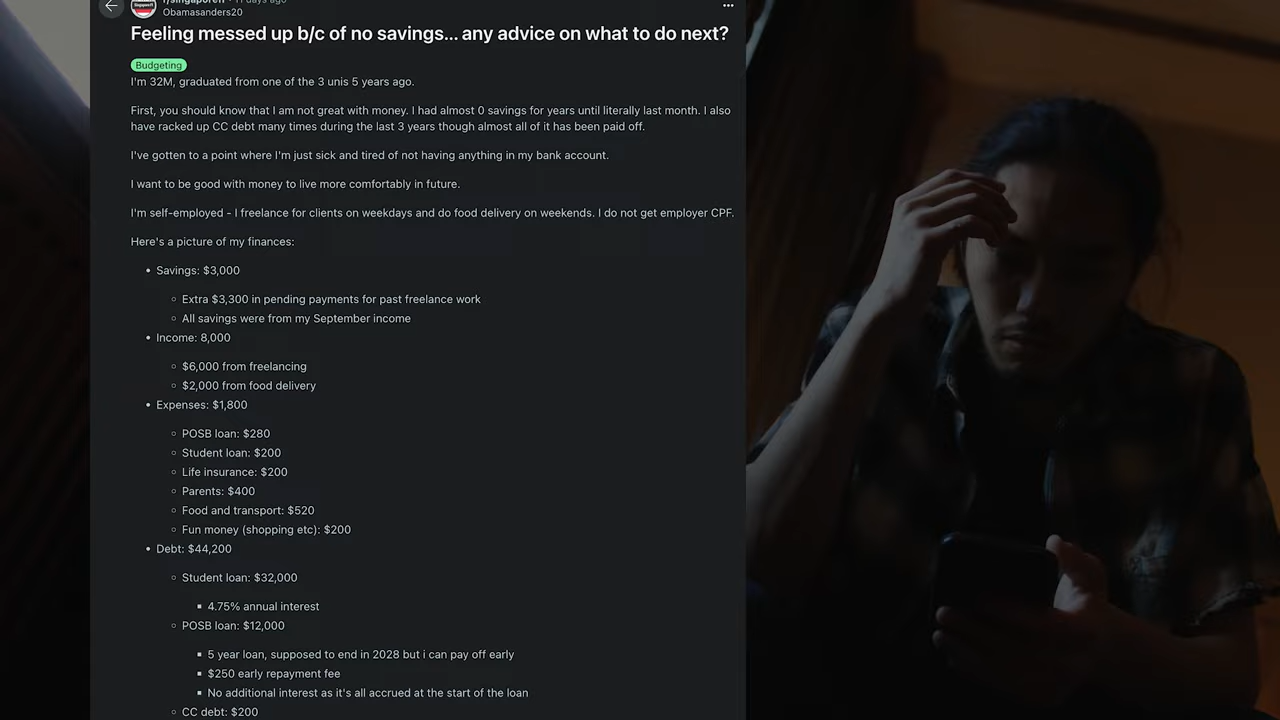 Obamasanders20
Feeling messed up b/c of no savings... any advice on what to do next?
Budgeting
I'm 32M, graduated from one of the 3 unis 5 years ago.
First, you should know that I am not great with money. I had almost 0 savings for years until literally last month. I also
have racked up CC debt many times during the last 3 years though almost all of it has been paid off.
I've gotten to a point where I'm just sick and tired of not having anything in my bank account.
I want to be good with money to live more comfortably in future.
I'm self-employed - I freelance for clients on weekdays and do food delivery on weekends. I do not get employer CPF.
Here's a picture of my finances:
• Savings: $3,000
◦ Extra $3,300 in pending payments for past freelance work
◦ All savings were from my September income
• Income: 8,000
◦ $6,000 from freelancing
◦ $2,000 from food delivery
• Expenses: $1,800
◦ POSB loan: $280
◦ Student loan: $200
◦ Life insurance: $200
◦ Parents: $400
◦ Food and transport: $520
◦ Fun money (shopping etc): $200
• Debt: $44,200
◦ Student loan: $32,000
▪ 4.75% annual interest
◦ POSB loan: $12,000
▪ 5 year loan, supposed to end in 2028 but i can pay off early
▪ $250 early repayment fee
▪ No additional interest as it's all accrued at the start of the loan
◦ CC debt: $200